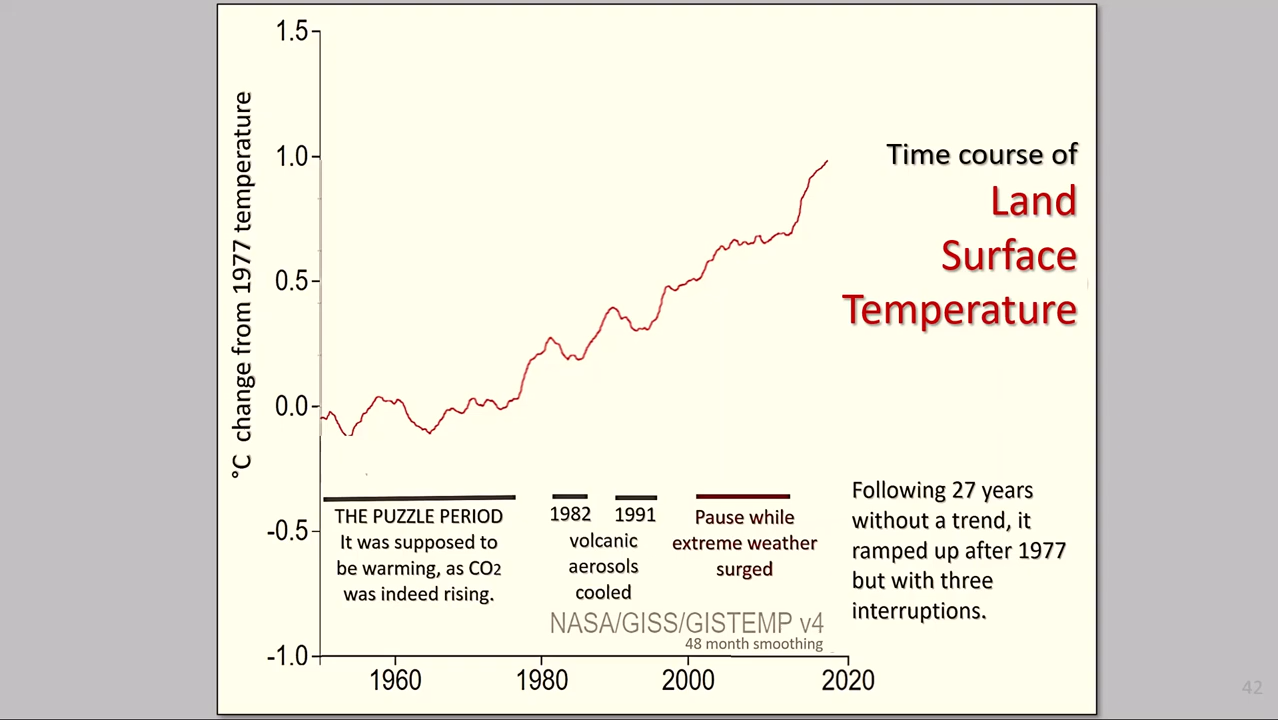 1.5
1.0
0.5
0.0
-0.5
-1.0
°C change from 1977 temperature
Time course of
Land
Surface
Temperature
THE PUZZLE PERIOD
It was supposed to
be warming, as CO2
was indeed rising.
1982 1991
volcanic
aerosols
cooled
Pause while
extreme weather
surged
Following 27 years
without a trend, it
ramped up after 1977
but with three
interruptions.
NASA/GISS/GISTEMP v4
48 month smoothing
1960 1980 2000 2020
42